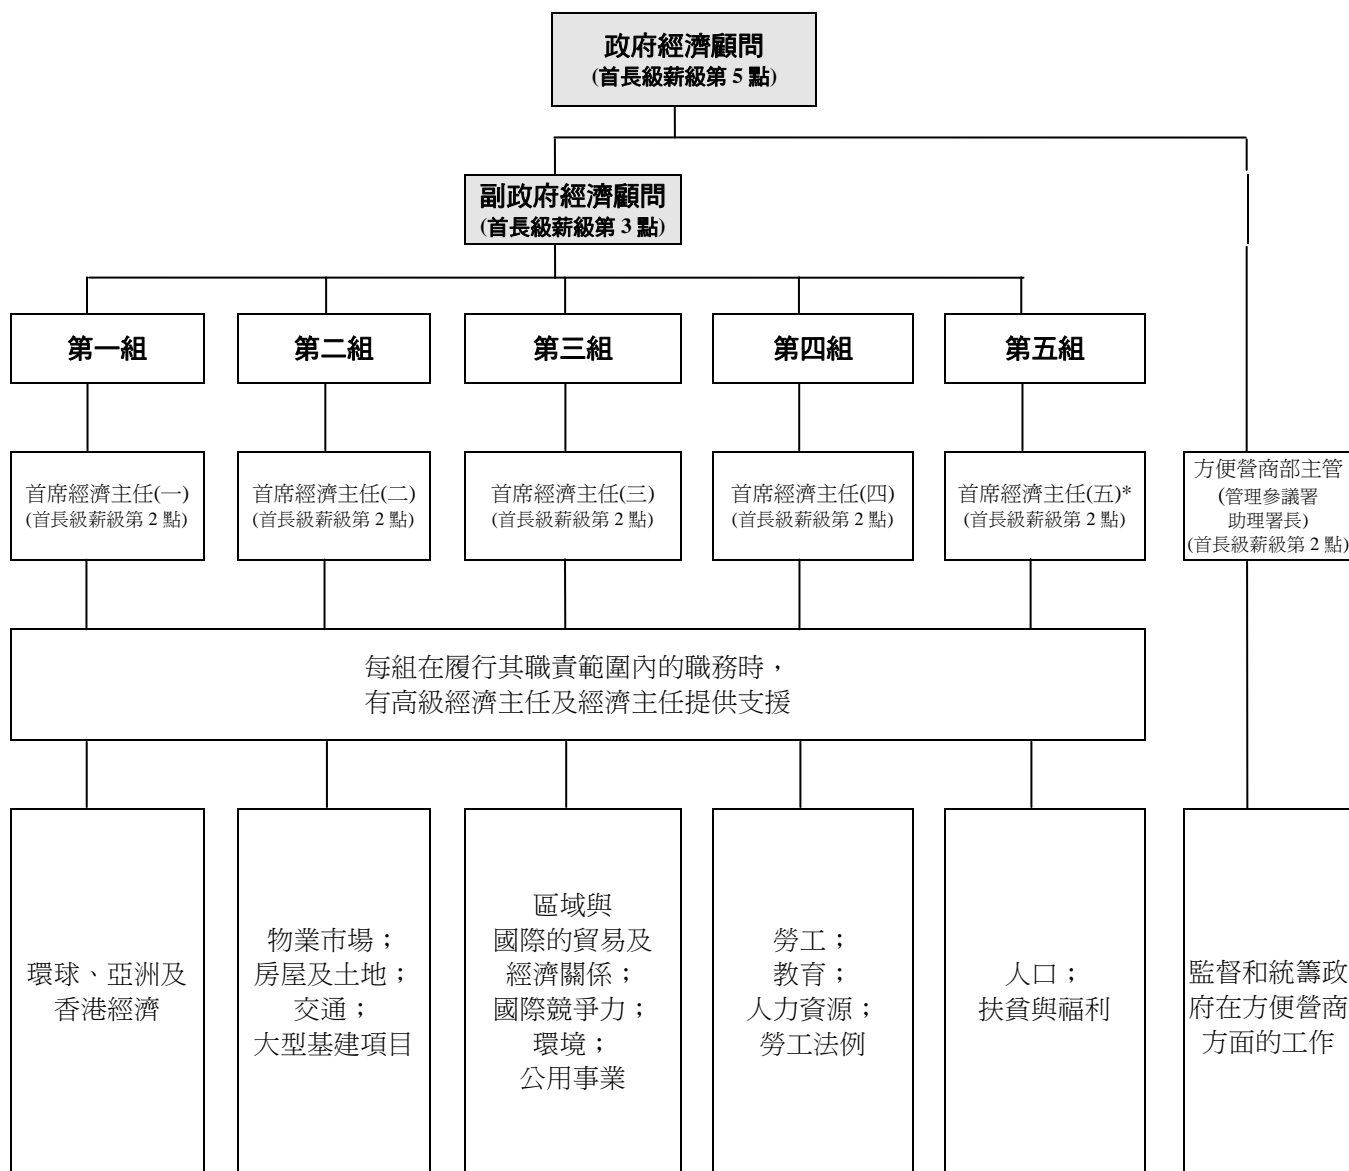 政府經濟顧問
(首長級薪級第 5 點)
副政府經濟顧問
(首長級薪級第 3 點)
第一組
第二組
第三組
第四組
第五組
首席經濟主任(一)
(首長級薪級第 2 點)
首席經濟主任(二)
(首長級薪級第 2 點)
首席經濟主任(三)
(首長級薪級第 2 點)
首席經濟主任(四)
(首長級薪級第 2 點)
首席經濟主任(五)*
(首長級薪級第 2 點)
方便營商部主管
(管理參議署
助理署長)
(首長級薪級第 2 點)
每組在履行其職責範圍內的職務時，
有高級經濟主任及經濟主任提供支援
環球、亞洲及
香港經濟
物業市場；
房屋及土地；
交通；
大型基建項目
區域與
國際的貿易及
經濟關係；
國際競爭力；
環境；
公用事業
勞工；
教育；
人力資源；
勞工法例
人口；
扶貧與福利
監督和統籌政
府在方便營商
方面的工作